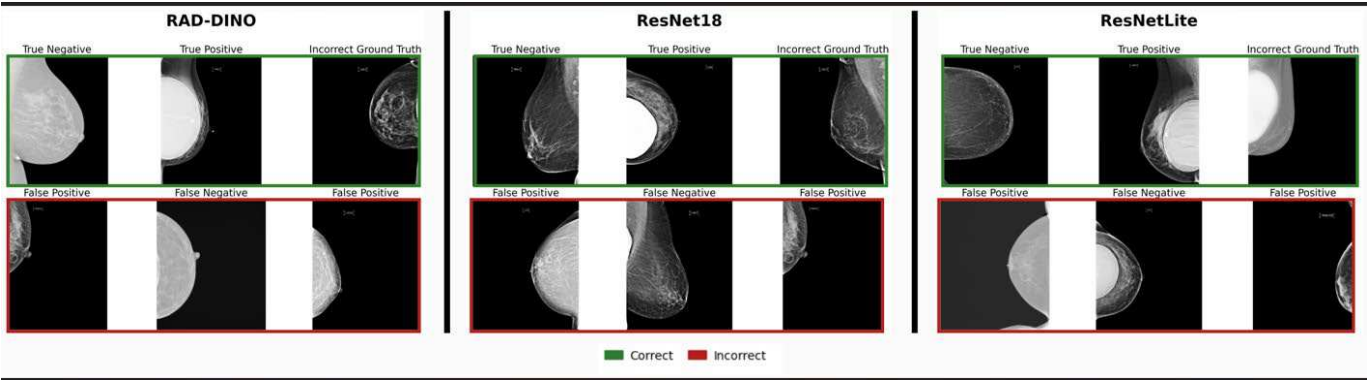 RAD-DINO
ResNet18
ResNetLite
True Negative True Positive Incorrect Ground Truth
True Negative True Positive Incorrect Ground Truth
True Negative True Positive Incorrect Ground Truth
False Positive False Negative False Positive
False Positive False Negative False Positive
False Positive False Negative False Positive
Correct Incorrect